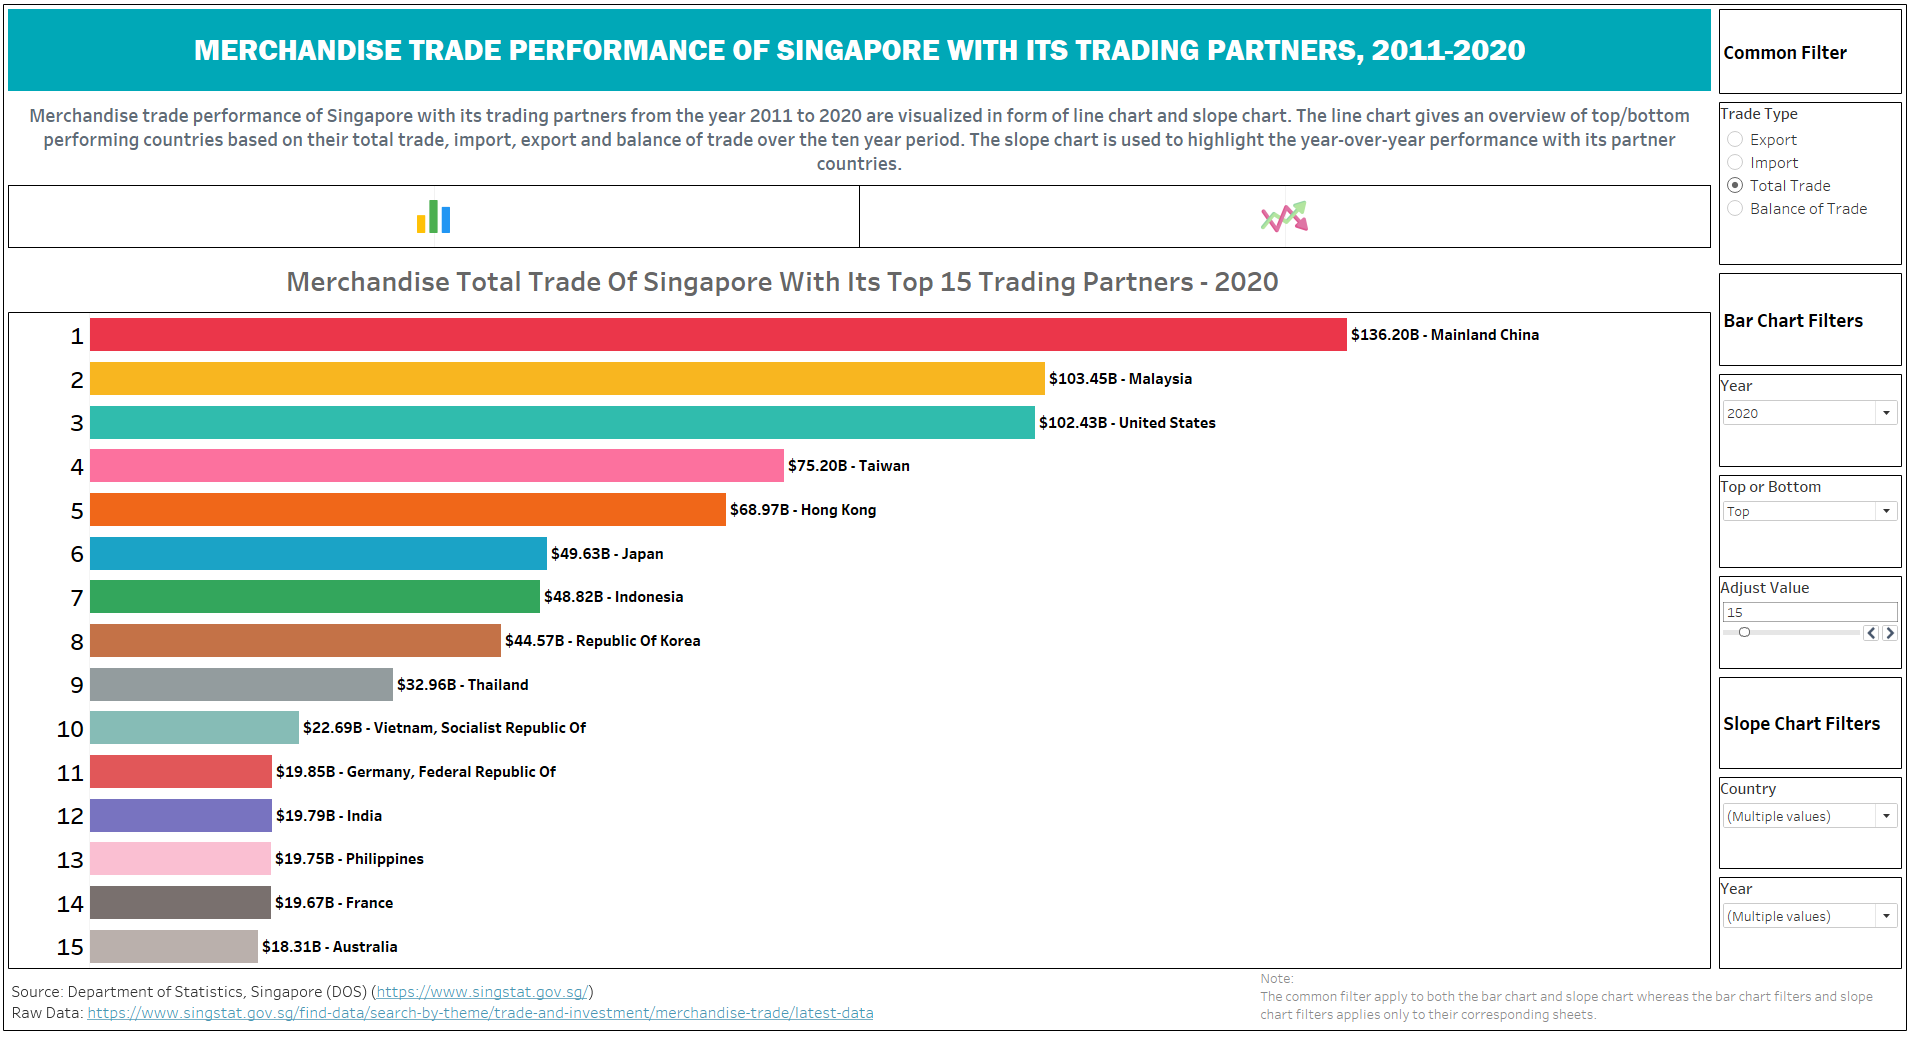 MERCHANDISE TRADE PERFORMANCE OF SINGAPORE WITH ITS TRADING PARTNERS, 2011-2020
Merchandise trade performance of Singapore with its trading partners from the year 2011 to 2020 are visualized in form of line chart and slope chart. The line chart gives an overview of top/bottom
performing countries based on their total trade, import, export and balance of trade over the ten year period. The slope chart is used to highlight the year-over-year performance with its partner
countries.
Merchandise Total Trade Of Singapore With Its Top 15 Trading Partners - 2020
1 $136.20B - Mainland China
2 $103.45B - Malaysia
3 $102.43B - United States
4 $75.20B - Taiwan
5 $68.97B - Hong Kong
6 $49.63B - Japan
7 $48.82B - Indonesia
8 $44.57B - Republic Of Korea
9 $32.96B - Thailand
10 $22.69B - Vietnam, Socialist Republic Of
11 $19.85B - Germany, Federal Republic Of
12 $19.79B - India
13 $19.75B - Philippines
14 $19.67B - France
15 $18.31B - Australia
Source: Department of Statistics, Singapore (DOS) (https://www.singstat.gov.sg/)
Raw Data: https://www.singstat.gov.sg/find-data/search-by-theme/trade-and-investment/merchandise-trade/latest-data
Note:
The common filter apply to both the bar chart and slope chart whereas the bar chart filters and slope
chart filters applies only to their corresponding sheets.
Common Filter
Trade Type
Export
Import
Total Trade
Balance of Trade
Bar Chart Filters
Year
2020
Top or Bottom
Top
Adjust Value
15
Slope Chart Filters
Country
(Multiple values)
Year
(Multiple values)